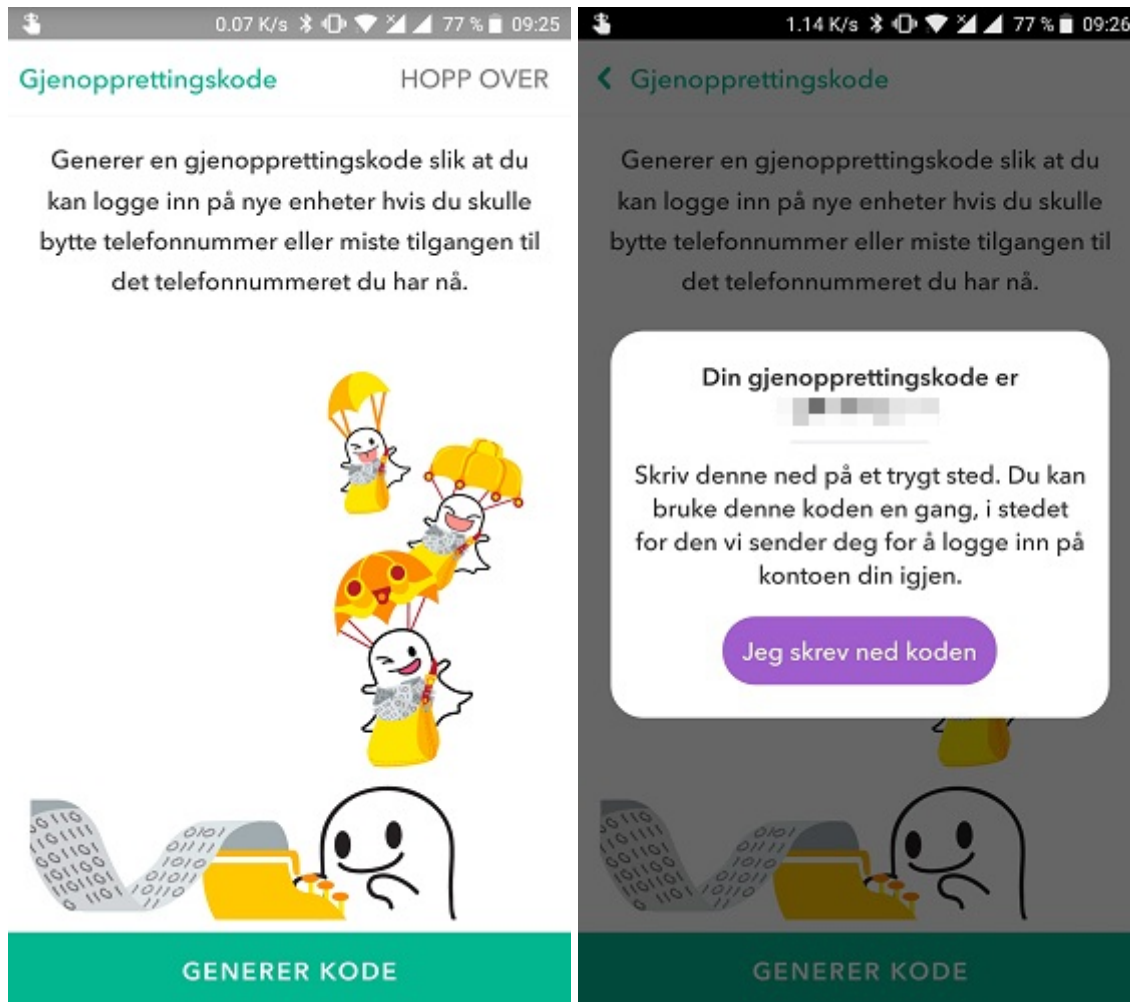 0.07 K/s 77 % 09:25
Gjenopprettingskode HOPP OVER
Generer en gjenopprettingskode slik at du
kan logge inn på nye enheter hvis du skulle
bytte telefonnummer eller miste tilgangen til
det telefonnummeret du har nå.
GENERER KODE
1.14 K/s 77 % 09:26
Gjenopprettingskode
Generer en gjenopprettingskode slik at du
kan logge inn på nye enheter hvis du skulle
bytte telefonnummer eller miste tilgangen til
det telefonnummeret du har nå.
Din gjenopprettingskode er
Skriv denne ned på et trygt sted. Du kan
bruke denne koden en gang, i stedet
for den vi sender deg for å logge inn på
kontoen din igjen.
Jeg skrev ned koden
GENERER KODE